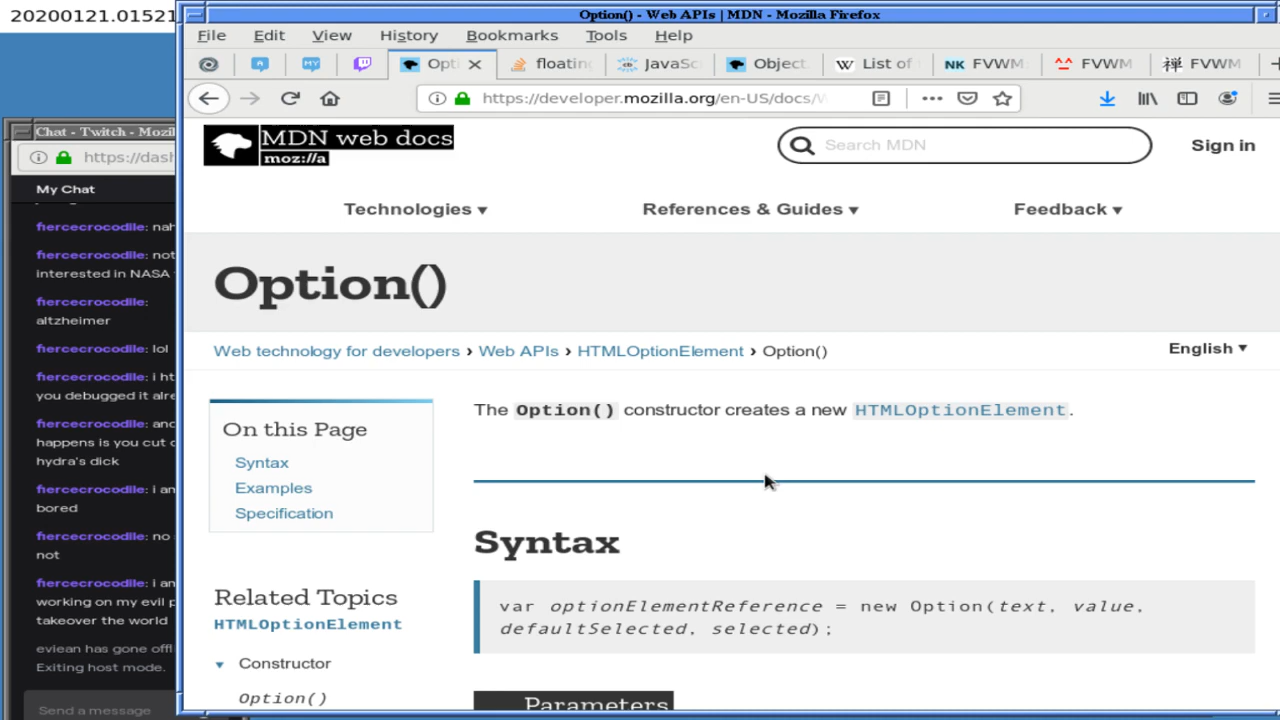 20200121.01521
Option() - Web APIs | MDN - Mozilla Firefox
File Edit View History Bookmarks Tools Help
Opti floating JavaSc Object. List of NK FVWM ^^ FVWM 禅 FVWM
https://developer.mozilla.org/en-US/docs/W
Chat - Twitch - Mozil
https://dash
My Chat
fiercecrocodile: nah
fiercecrocodile: not
interested in NASA
fiercecrocodile:
altzheimer
fiercecrocodile: lol
fiercecrocodile: i ht
you debugged it alre
fiercecrocodile: and
happens is you cut o
hydra's dick
fiercecrocodile: i am
bored
fiercecrocodile: no
not
fiercecrocodile: i am
working on my evil p
takeover the world
eviean has gone offl
Exiting host mode.
Send a message
MDN web docs
moz://a
Search MDN
Sign in
Technologies ▾
References & Guides ▾
Feedback ▾
Option()
Web technology for developers › Web APIs › HTMLOptionElement › Option()
English ▾
On this Page
Syntax
Examples
Specification
Related Topics
HTMLOptionElement
Constructor
Option()
The Option() constructor creates a new HTMLOptionElement.
Syntax
var optionElementReference = new Option(text, value,
defaultSelected, selected);
Parameters